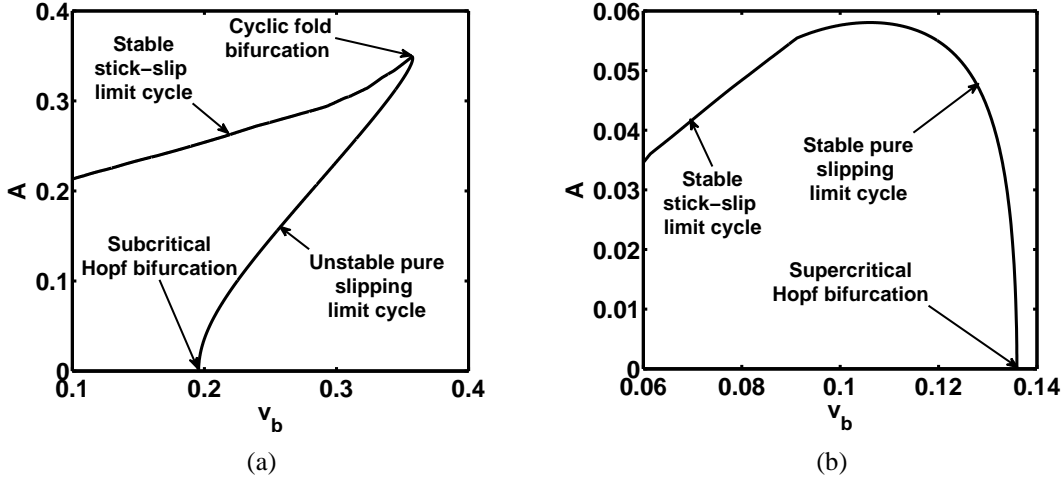 0.4
0.3
0.2
0.1
0
0.1
0.2
0.3
0.4
A
v_b
Stable
stick−slip
limit cycle
Cyclic fold
bifurcation
Subcritical
Hopf bifurcation
Unstable pure
slipping
limit cycle
(a)
0.06
0.05
0.04
0.03
0.02
0.01
0
0.06
0.08
0.1
0.12
0.14
A
v_b
Stable
stick−slip
limit cycle
Stable pure
slipping
limit cycle
Supercritical
Hopf bifurcation
(b)